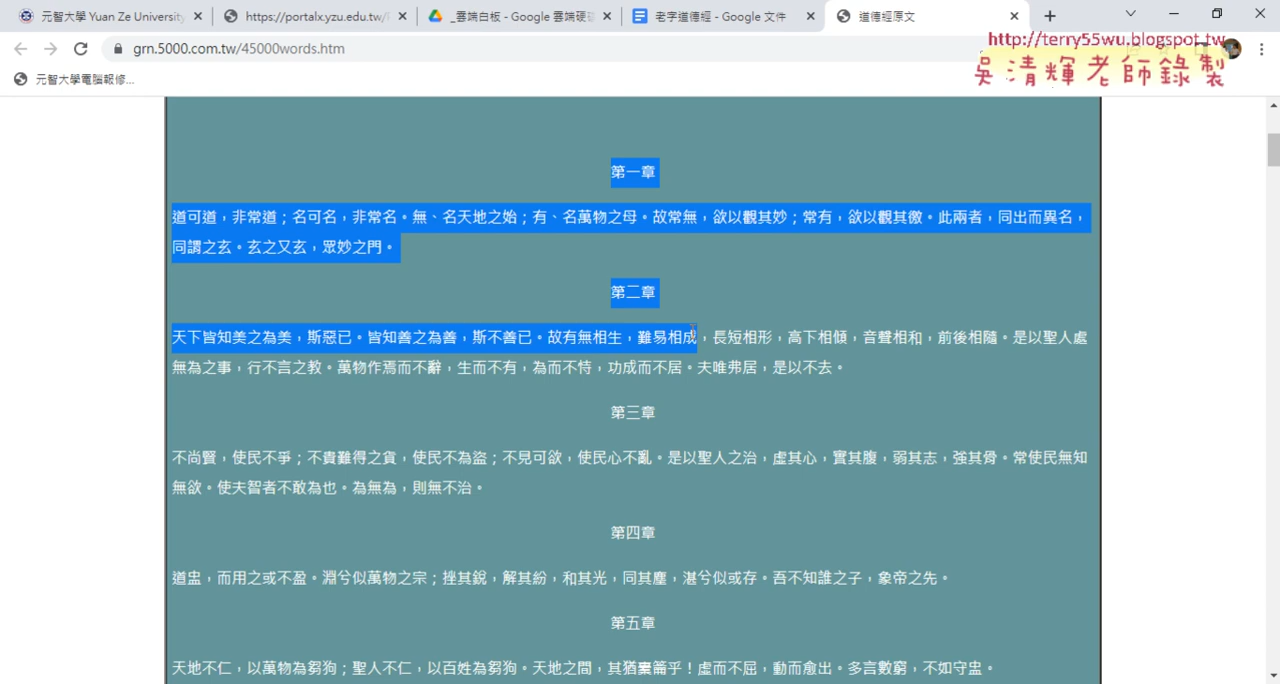 元智大學 Yuan Ze University
https://portalx.yzu.edu.tw/
_雲端白板 - Google 雲端硬
老字道德經 - Google 文件
道德經原文
grn.5000.com.tw/45000words.htm
http://terry55wu.blogspot.tw
元智大學電腦報修...
吳清輝老師錄製
第一章
道可道，非常道；名可名，非常名。無、名天地之始；有、名萬物之母。故常無，欲以觀其妙；常有，欲以觀其徼。此兩者，同出而異名，
同謂之玄。玄之又玄，眾妙之門。
第二章
天下皆知美之為美，斯惡已。皆知善之為善，斯不善已。故有無相生，難易相成，長短相形，高下相傾，音聲相和，前後相隨。是以聖人處
無為之事，行不言之教。萬物作焉而不辭，生而不有，為而不恃，功成而不居。夫唯弗居，是以不去。
第三章
不尚賢，使民不爭；不貴難得之貨，使民不為盜；不見可欲，使民心不亂。是以聖人之治，虛其心，實其腹，弱其志，強其骨。常使民無知
無欲。使夫智者不敢為也。為無為，則無不治。
第四章
道盅，而用之或不盈。淵兮似萬物之宗；挫其銳，解其紛，和其光，同其塵，湛兮似或存。吾不知誰之子，象帝之先。
第五章
天地不仁，以萬物為芻狗；聖人不仁，以百姓為芻狗。天地之間，其猶橐籥乎！虛而不屈，動而愈出。多言數窮，不如守盅。